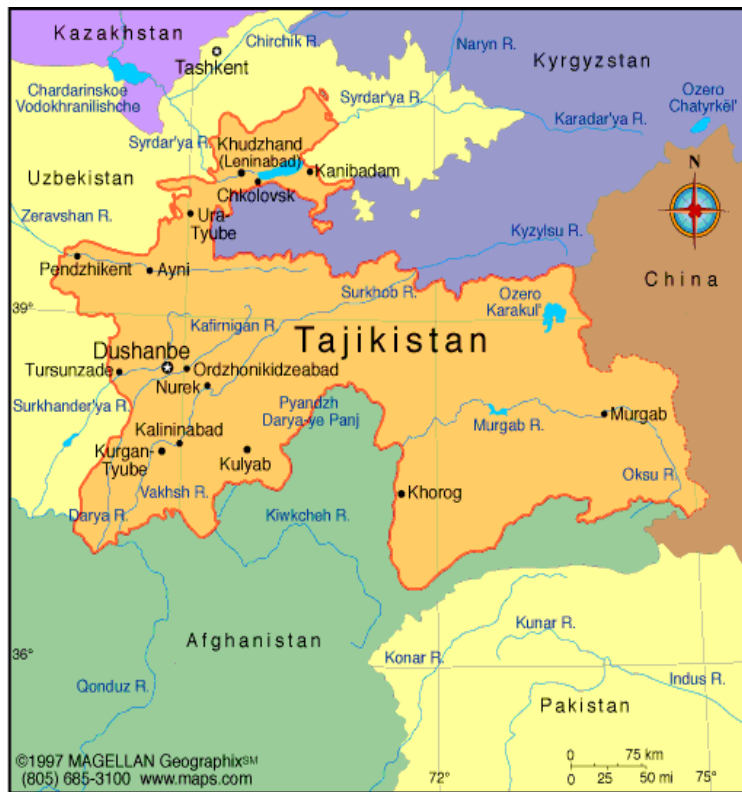 Kazakhstan
Chirchik R.
Tashkent
Naryn R.
Kyrgyzstan
Chardarinskoe
Vodokhranilishche
Ozero
Chatyrkël'
Syrdar'ya R.
Karadar'ya R.
Syrdar'ya R.
Khudzhand
(Leninabad)
Kanibadam
N
Uzbekistan
Chkolovsk
Zeravshan R.
Ura-
Tyube
Kyzylsu R.
Pendzhikent
Ayni
China
Surkhob R.
Ozero
Karakul'
39°
Kafirnigan R.
Tajikistan
Dushanbe
Tursunzade
Ordzhonikidzeabad
Nurek
Surkhander'ya R.
Pyandzh
Darya-ye Panj
Murgab
Kalininabad
Murgab R.
Kurgan-
Tyube
Kulyab
Oksu R.
Vakhsh R.
Khorog
Darya R.
Kiwkcheh R.
Afghanistan
Kunar R.
36°
Konar R.
Indus R.
Qonduz R.
Pakistan
©1997 MAGELLAN Geographix℠
(805) 685-3100 www.maps.com
0 75 km
0 25 50 mi
72°
75°